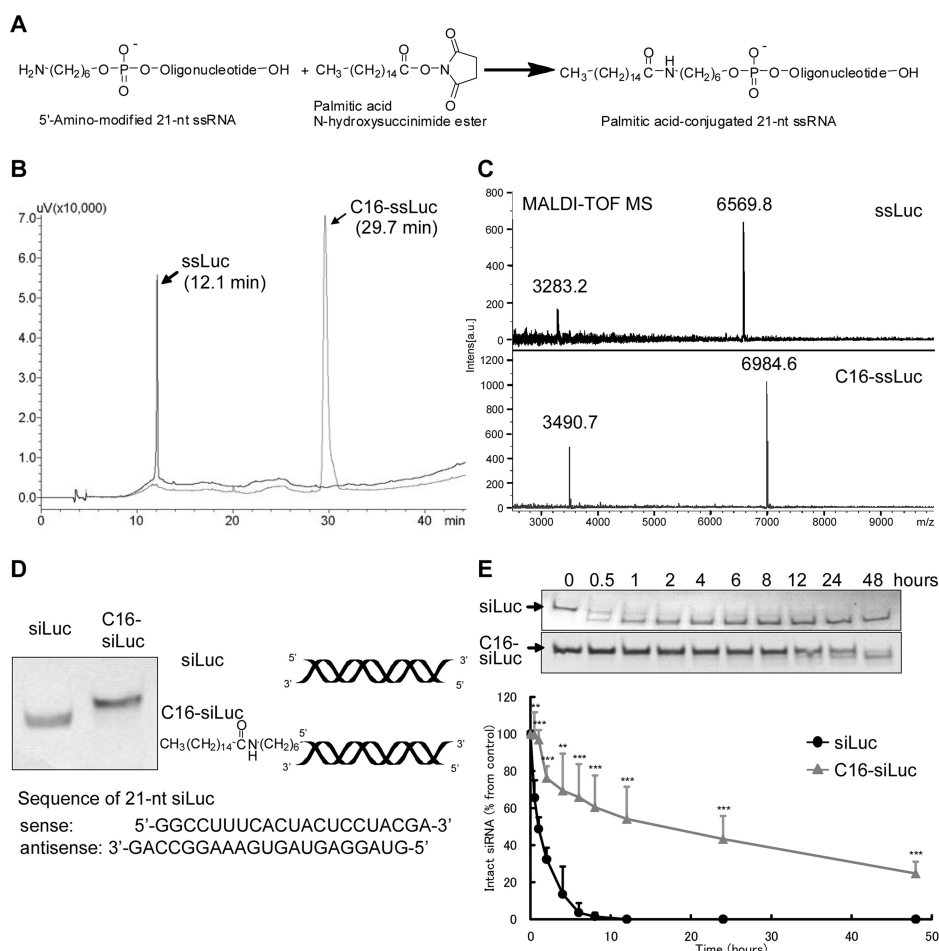 A
O
-
H₂N-(CH₂)₆-O-P-O-Oligonucleotide-OH + CH₃-(CH₂)₁₄C-O-N
O
O
O
O
CH₃-(CH₂)₁₄C-N-(CH₂)₆-O-P-O-Oligonucleotide-OH
O
H
O
-
O
5'-Amino-modified 21-nt ssRNA
Palmitic acid
N-hydroxysuccinimide ester
Palmitic acid-conjugated 21-nt ssRNA
B
uV(x10,000)
7.0
6.0
5.0
4.0
3.0
2.0
1.0
0.0
ssLuc
(12.1 min)
C16-ssLuc
(29.7 min)
0 10 20 30 40 min
C
MALDI-TOF MS
ssLuc
6569.8
3283.2
800
600
400
200
0
Intens[a.u.]
C16-ssLuc
6984.6
3490.7
1200
1000
800
600
400
200
0
3000 4000 5000 6000 7000 8000 9000 m/z
D
siLuc
C16-
siLuc
siLuc
5' 3'
3' 5'
C16-siLuc
O
CH₃(CH₂)₁₄-C-N-(CH₂)₆
H
5' 3'
3' 5'
Sequence of 21-nt siLuc
sense: 5'-GGCCUUUCACUACUCCUACGA-3'
antisense: 3'-GACCGGAAAGUGAUGAGGAUG-5'
E
0 0.5 1 2 4 6 8 12 24 48 hours
siLuc
C16-
siLuc
120
100
80
60
40
20
0
Intact siRNA (% from control)
**
***
***
**
***
***
***
***
***
siLuc
C16-siLuc
0 10 20 30 40 50
Time (hours)